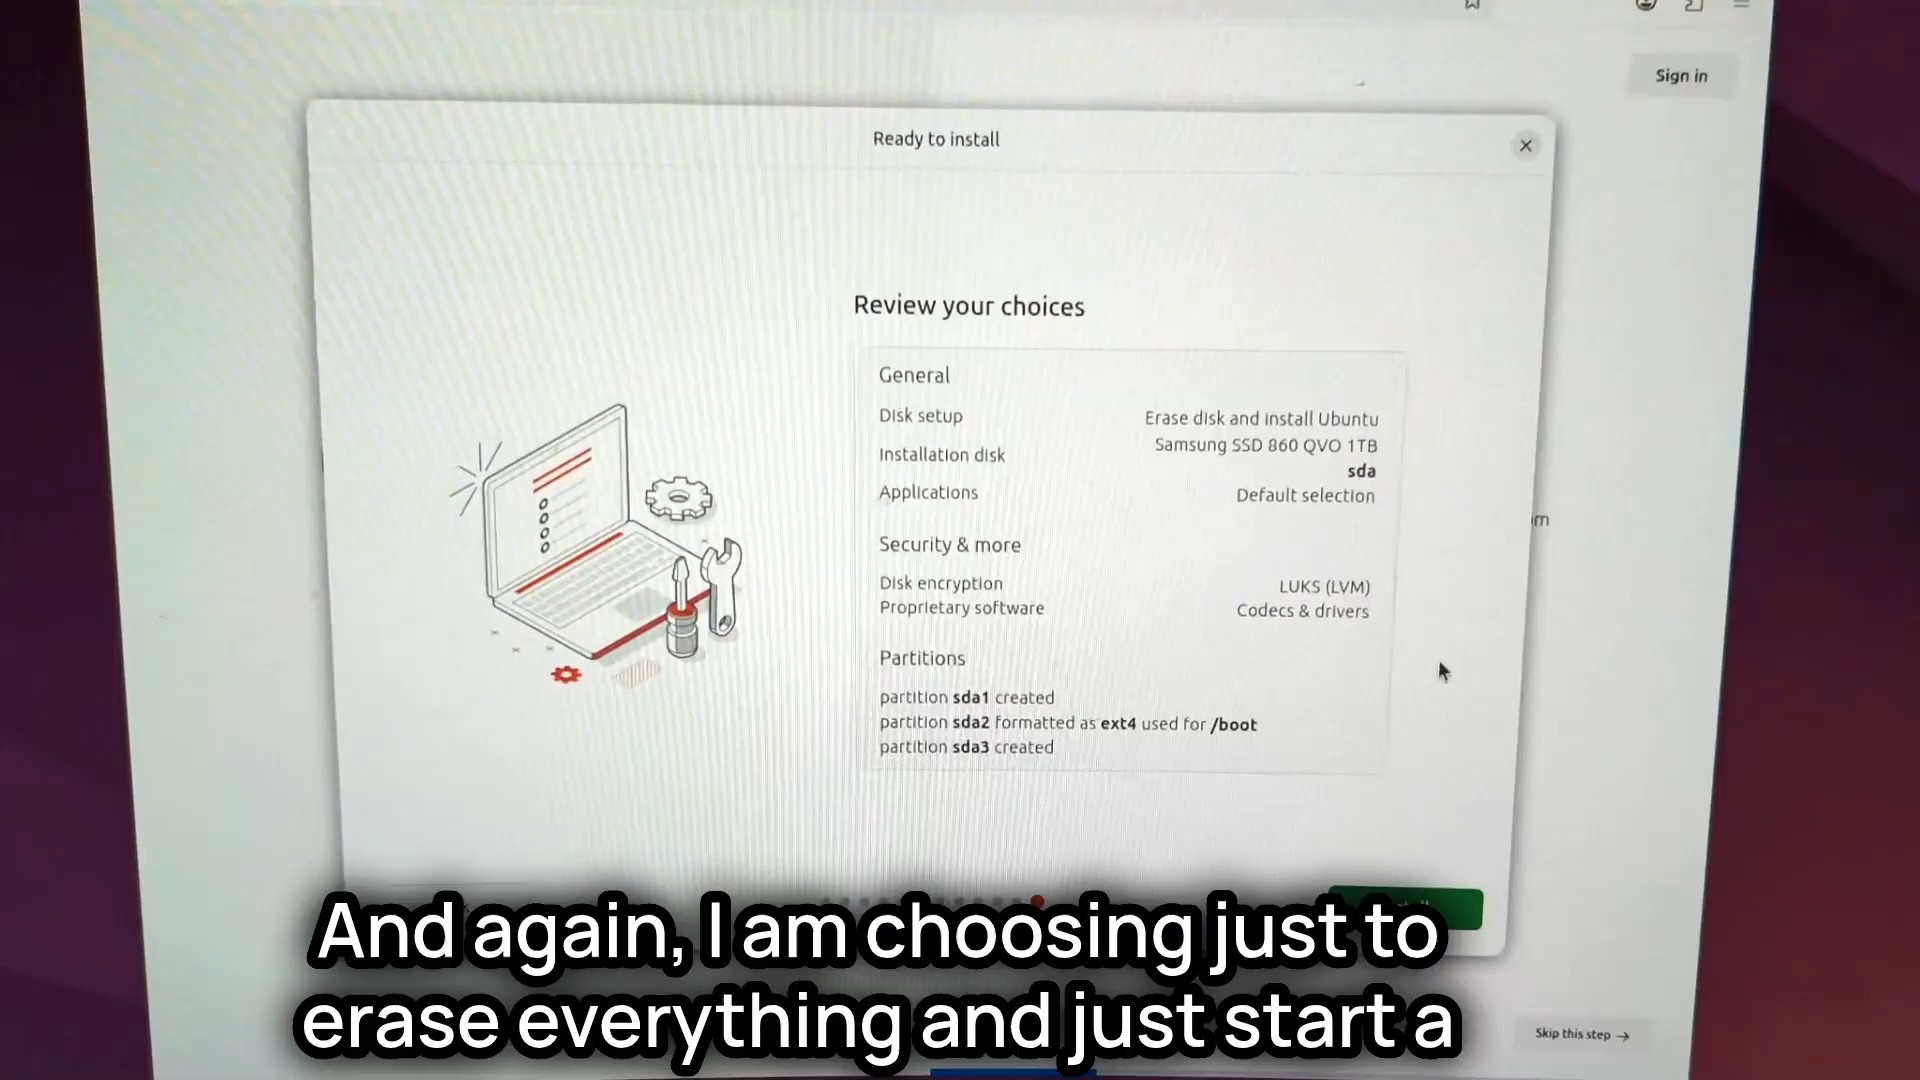 Sign in
Ready to install
Review your choices
General
Disk setup Erase disk and install Ubuntu
Installation disk Samsung SSD 860 QVO 1TB
sda
Applications Default selection
Security & more
Disk encryption LUKS (LVM)
Proprietary software Codecs & drivers
Partitions
partition sda1 created
partition sda2 formatted as ext4 used for /boot
partition sda3 created
And again, I am choosing just to
erase everything and just start a
Skip this step →